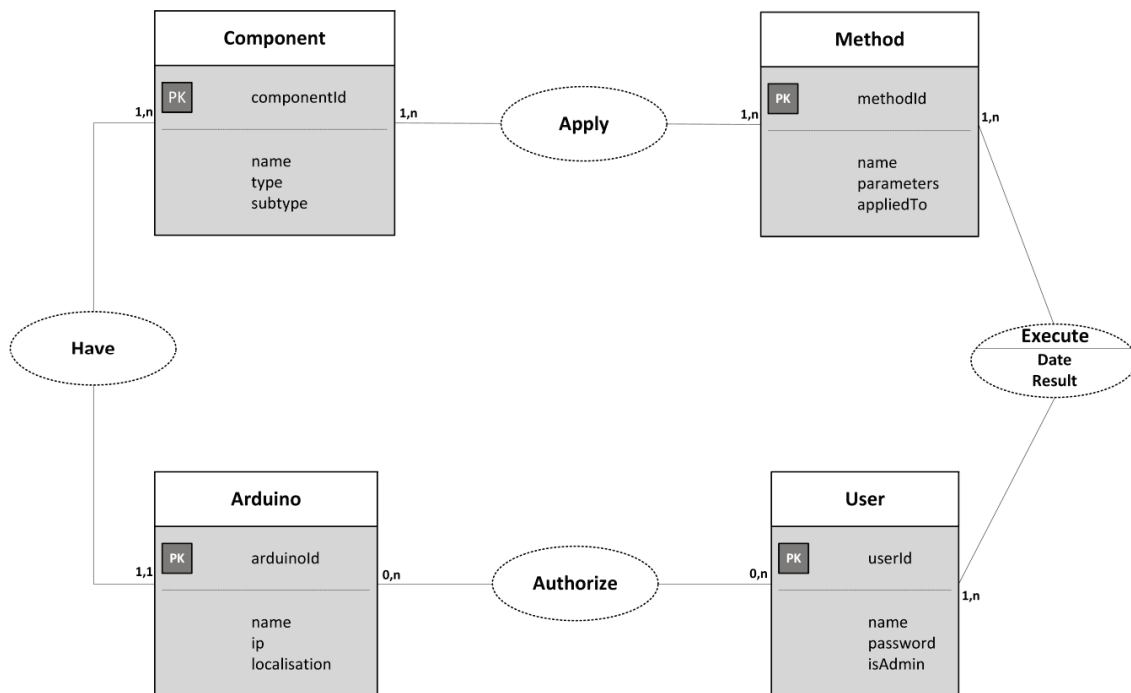 Component
PK componentId
name
type
subtype
1,n
1,n
Apply
1,n
Method
PK methodId
name
parameters
appliedTo
1,n
Have
Execute
Date
Result
Arduino
PK arduinoId
name
ip
localisation
1,1
0,n
Authorize
0,n
User
PK userId
name
password
isAdmin
1,n